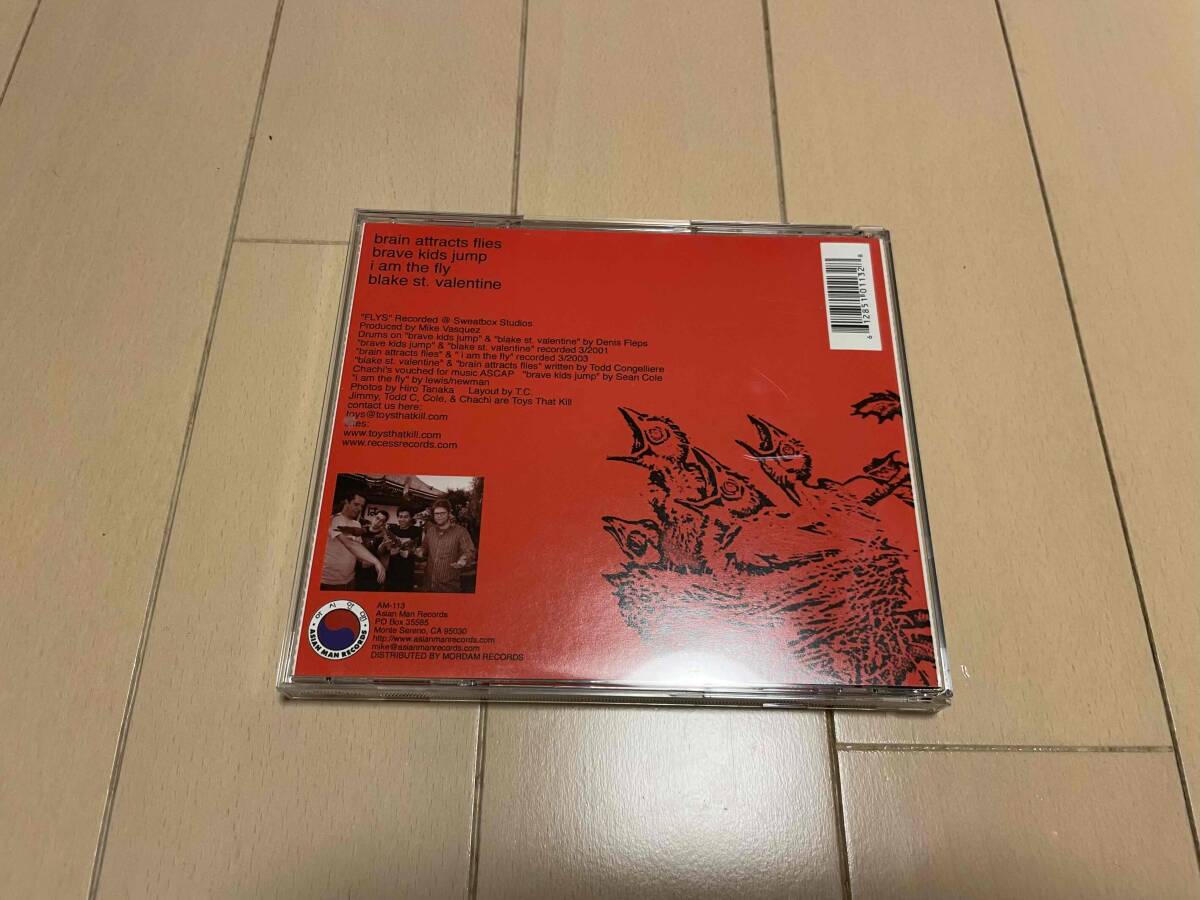 brain attracts flies
brave kids jump
i am the fly
blake st. valentine
"FLYS" Recorded @ Sweatbox Studios
Produced by Mike Vasquez
Drums on "brave kids jump" & "blake st. valentine" by Denis Fleps
"brave kids jump" & "blake st. valentine" recorded 3/2001
"brain attracts flies" & " i am the fly" recorded 3/2003
"blake st. valentine" & "brain attracts flies" written by Todd Congelliere
Chachi's vouched for music ASCAP "brave kids jump" by Sean Cole
"i am the fly" by lewis/newman
Photos by Hiro Tanaka Layout by T.C.
Jimmy, Todd C, Cole, & Chachi are Toys That Kill
contact us here:
toys@toysthatkill.com
sites:
www.toysthatkill.com
www.recessrecords.com
6 12851 01132 8
AM-113
Asian Man Records
PO Box 35585
Monte Sereno, CA 95030
http://www.asianmanrecords.com
mike@asianmanrecords.com
DISTRIBUTED BY MORDAM RECORDS
ASIAN MAN RECORDS